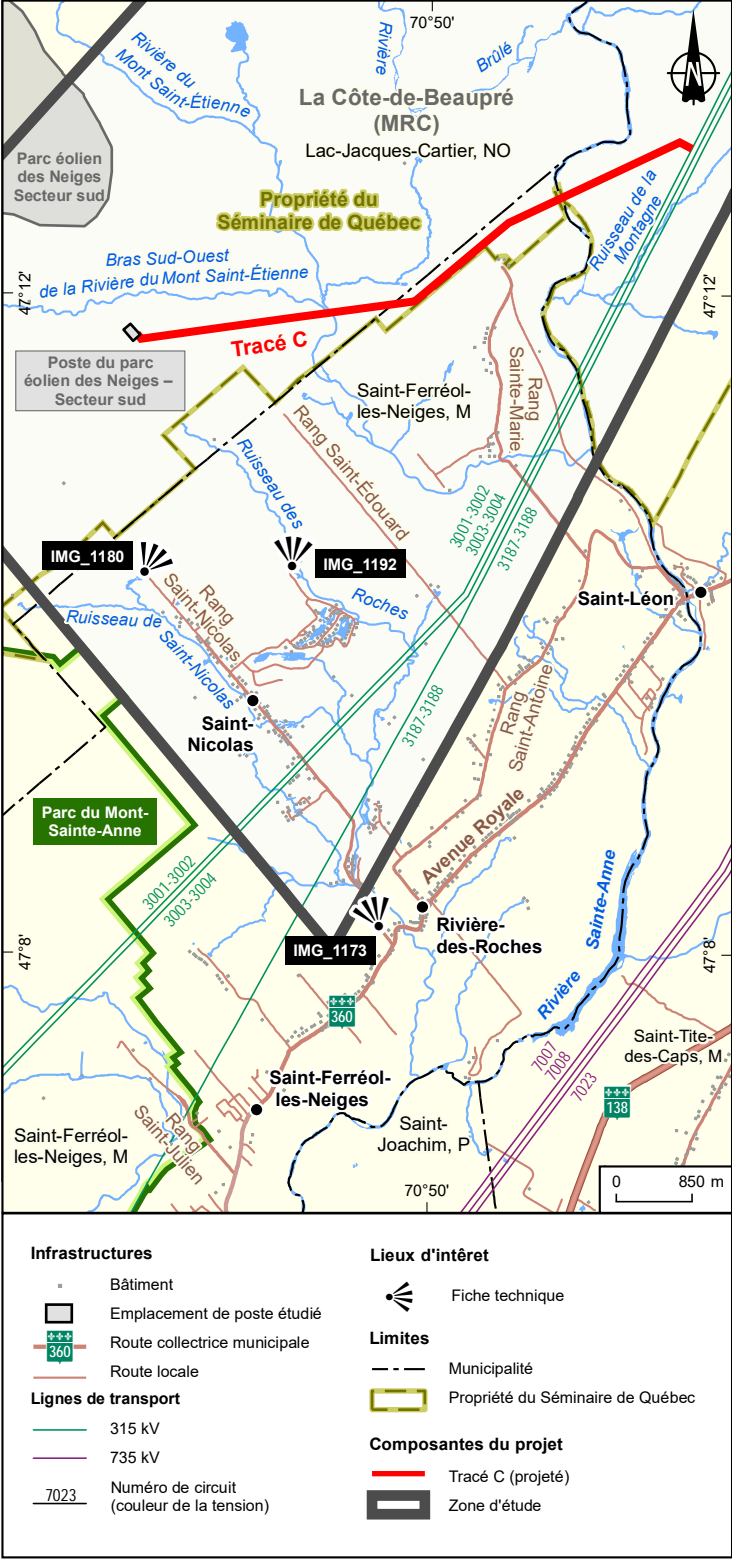 70°50'
Rivière du
Mont Saint-Étienne
Rivière
Brûlé
N
La Côte-de-Beaupré
(MRC)
Lac-Jacques-Cartier, NO
Parc éolien
des Neiges
Secteur sud
Propriété du
Séminaire de Québec
Ruisseau de la
Montagne
Bras Sud-Ouest
de la Rivière du Mont Saint-Étienne
47°12'
47°12'
Tracé C
Poste du parc
éolien des Neiges –
Secteur sud
Saint-Ferréol-
les-Neiges, M
Rang
Sainte-Marie
Rang Saint-Édouard
Ruisseau des
Roches
3001-3002
3003-3004
3187-3188
IMG_1180
IMG_1192
Rang
Saint-Nicolas
Ruisseau de
Saint-Nicolas
Saint-Léon
Saint-
Nicolas
Rang
Saint-Antoine
3187-3188
Parc du Mont-
Sainte-Anne
Avenue Royale
3001-3002
3003-3004
Rivière-
des-Roches
IMG_1173
Rivière
Sainte-Anne
47°8'
47°8'
360
Saint-Tite-
des-Caps, M
7007
7008
7023
138
Saint-Ferréol-
les-Neiges
Rang
Saint-Julien
Saint-Ferréol-
les-Neiges, M
Saint-
Joachim, P
70°50'
0 850 m
Infrastructures
Bâtiment
Emplacement de poste étudié
360
Route collectrice municipale
Route locale
Lignes de transport
315 kV
735 kV
7023
Numéro de circuit
(couleur de la tension)
Lieux d'intêret
Fiche technique
Limites
Municipalité
Propriété du Séminaire de Québec
Composantes du projet
Tracé C (projeté)
Zone d'étude